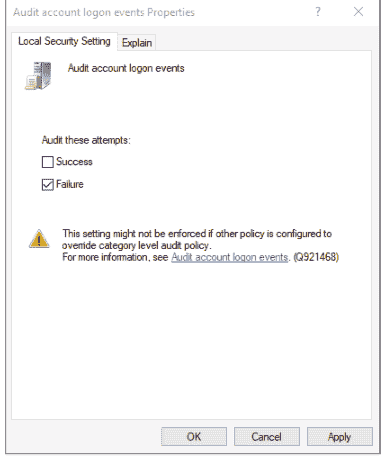 Audit account logon events Properties ? ×
Local Security Setting Explain
Audit account logon events
Audit these attempts:
Success
Failure
This setting might not be enforced if other policy is configured to
override category level audit policy.
For more information, see Audit account logon events. (Q921468)
OK Cancel Apply